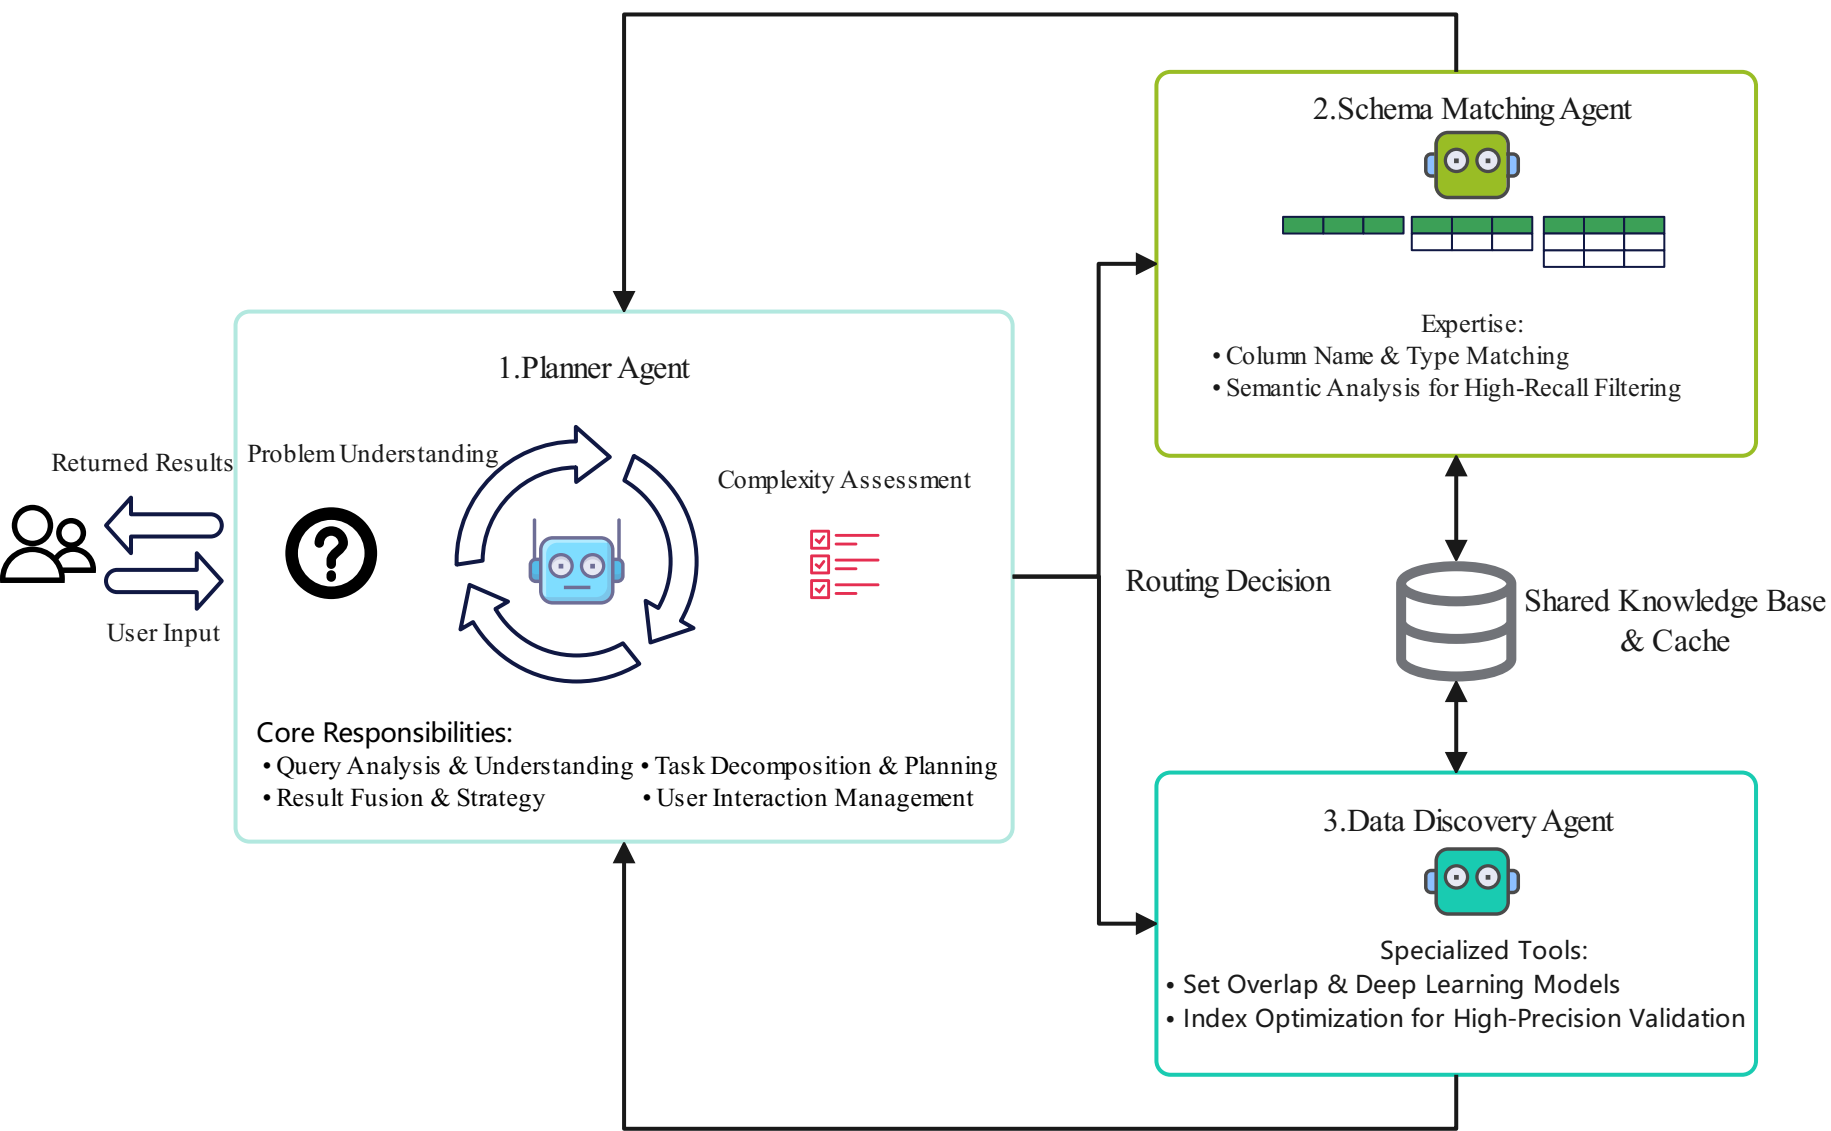 Returned Results
User Input
1.Planner Agent
Problem Understanding
Complexity Assessment
Core Responsibilities:
• Query Analysis & Understanding • Task Decomposition & Planning
• Result Fusion & Strategy • User Interaction Management
Routing Decision
2.Schema Matching Agent
Expertise:
• Column Name & Type Matching
• Semantic Analysis for High-Recall Filtering
Shared Knowledge Base
& Cache
3.Data Discovery Agent
Specialized Tools:
• Set Overlap & Deep Learning Models
• Index Optimization for High-Precision Validation